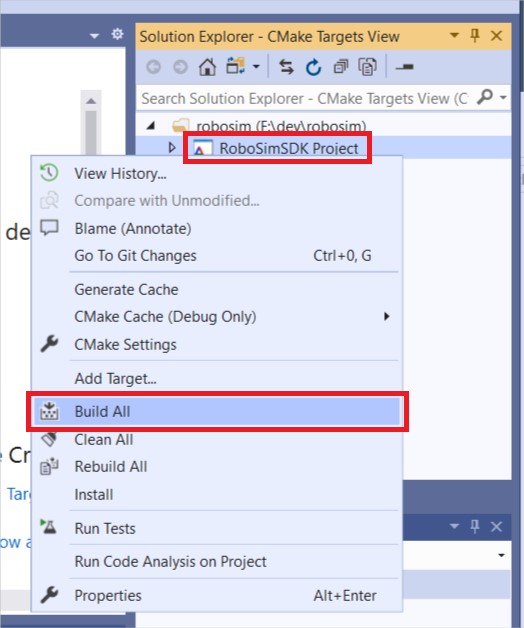 Solution Explorer - CMake Targets View
Search Solution Explorer - CMake Targets View (C
robosim (E:\dev\robosim)
RoboSimSDK Project
View History...
Compare with Unmodified...
de
Blame (Annotate)
Go To Git Changes Ctrl+0, G
Generate Cache
CMake Cache (Debug Only)
CMake Settings
Add Target...
Build All
Clean All
Cr
Rebuild All
Tar
Install
Run Tests
ow a
Run Code Analysis on Project
Properties Alt+Enter